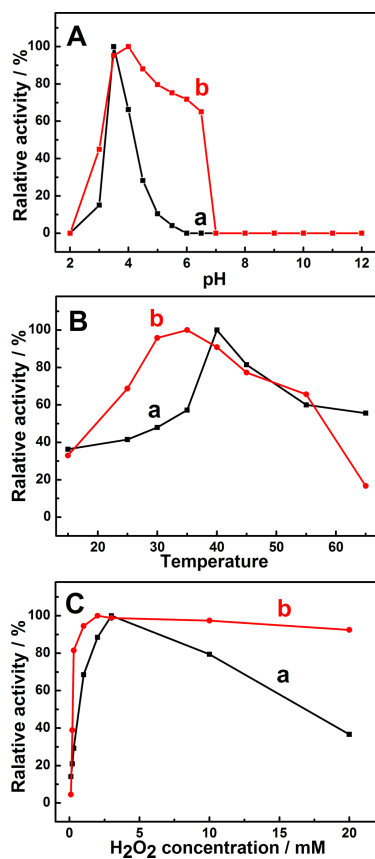 A
b
a
Ralative activity / %
100
80
60
40
20
0
2 4 6 8 10 12
pH
B
b
a
Ralative activity / %
100
80
60
40
20
0
20 30 40 50 60
Temperature
C
b
a
Ralative activity / %
100
80
60
40
20
0
0 5 10 15 20
H₂O₂ concentration / mM